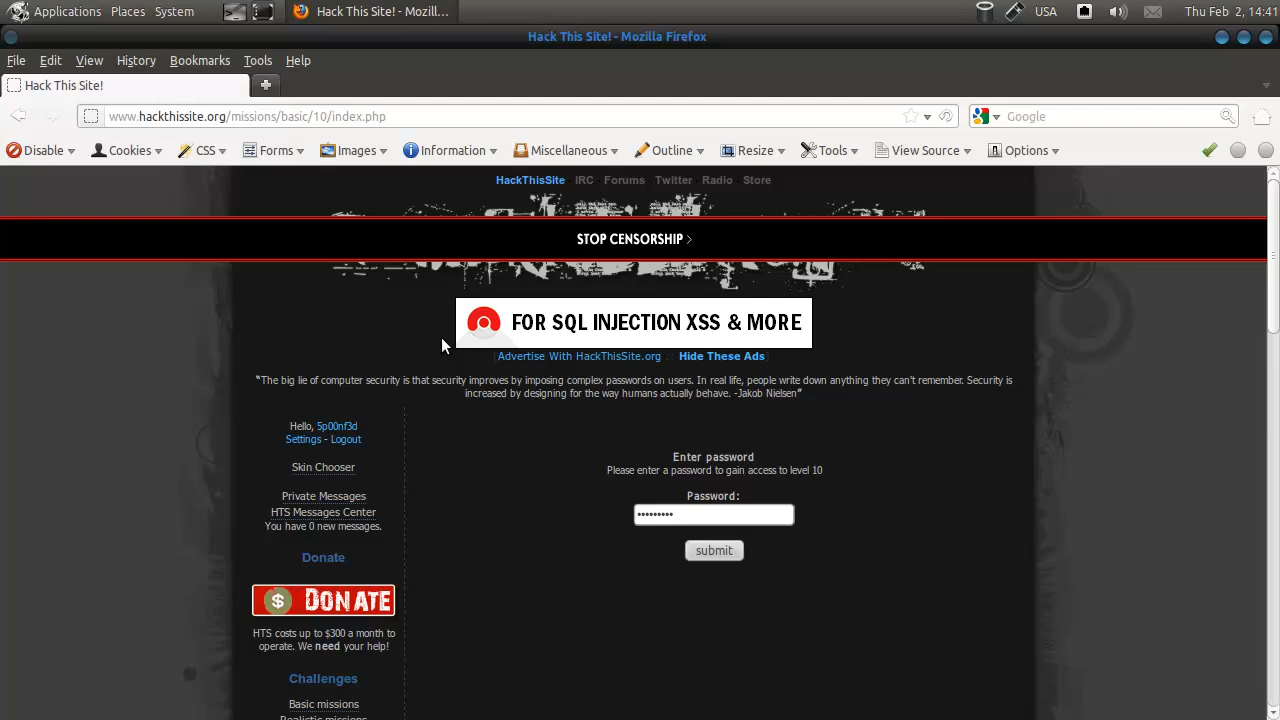 Applications Places System Hack This Site! - Mozill... USA Thu Feb 2, 14:41
Hack This Site! - Mozilla Firefox
File Edit View History Bookmarks Tools Help
Hack This Site!
www.hackthissite.org/missions/basic/10/index.php Google
Disable Cookies CSS Forms Images Information Miscellaneous Outline Resize Tools View Source Options
HackThisSite IRC Forums Twitter Radio Store
STOP CENSORSHIP >
FOR SQL INJECTION XSS & MORE
[Advertise With HackThisSite.org :: Hide These Ads]
“The big lie of computer security is that security improves by imposing complex passwords on users. In real life, people write down anything they can't remember. Security is
increased by designing for the way humans actually behave. -Jakob Nielsen”
Hello, 5p00nf3d
Settings - Logout
Skin Chooser
Private Messages
HTS Messages Center
You have 0 new messages.
Donate
$ DONATE
HTS costs up to $300 a month to
operate. We need your help!
Challenges
Basic missions
Realistic missions
Enter password
Please enter a password to gain access to level 10
Password:
•••••••••
submit